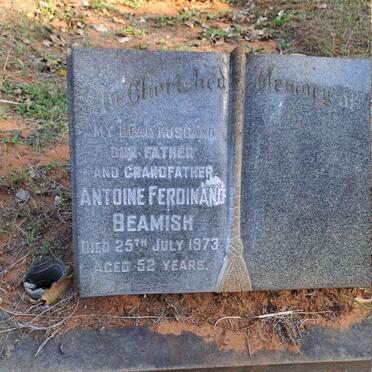 In Cherished Memory of
MY DEAR HUSBAND
OUR FATHER
AND GRANDFATHER
ANTOINE FERDINAND
BEAMISH
DIED 25TH JULY 1973.
AGED 52 YEARS.